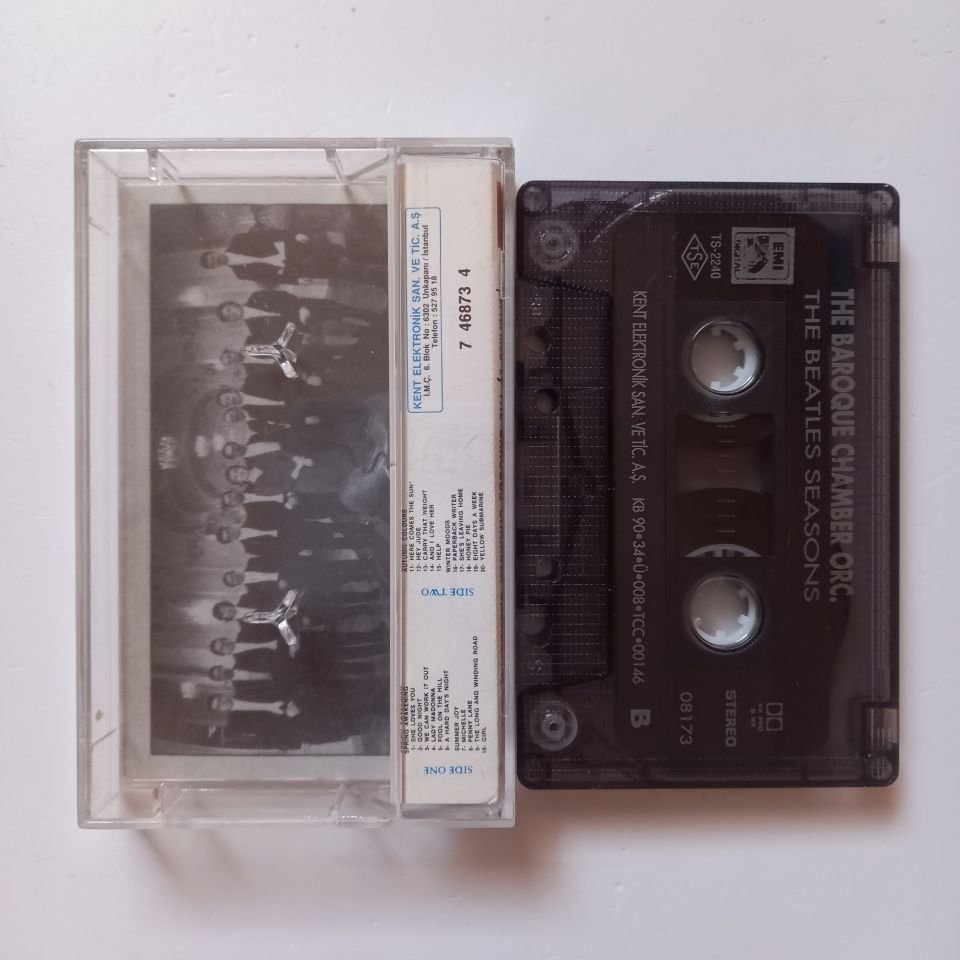 KENT ELEKTRONİK SAN. VE TİC. A.Ş
İ.M.Ç. 6. Blok No : 6302 Unkapanı / İstanbul
Telefon : 527 95 18
7 46873 4
SIDE ONE
SPRING AWAKENING
1- SHE LOVES YOU
2- GOOD NIGHT
3- WE CAN WORK IT OUT
4- LADY MADONNA
5- FOOL ON THE HILL
6- A HARD DAY'S NIGHT
SUMMER JOY
7- MICHELLE
8- PENNY LANE
9- THE LONG AND WINDING ROAD
10- GIRL
SIDE TWO
AUTUMN COLOURS
11- HERE COMES THE SUN"
12- HEY JUDE
13- CARRY THAT WEIGHT
14- AND I LOVE HER
15- HELP
WINTER MOODS
16- PAPERBACK WRITER
17- SHE'S LEAVING HOME
18- HONEY PIE
19- EIGHT DAYS A WEEK
20- YELLOW SUBMARINE
THE BAROQUE CHAMBER ORC.
THE BEATLES SEASONS
EMI
DIGITAL
TS-2240
TSE
KENT ELEKTRONİK SAN. VE TİC. A.Ş. KB 90•34•Ü•008•TCC•00146
B
08173
STEREO